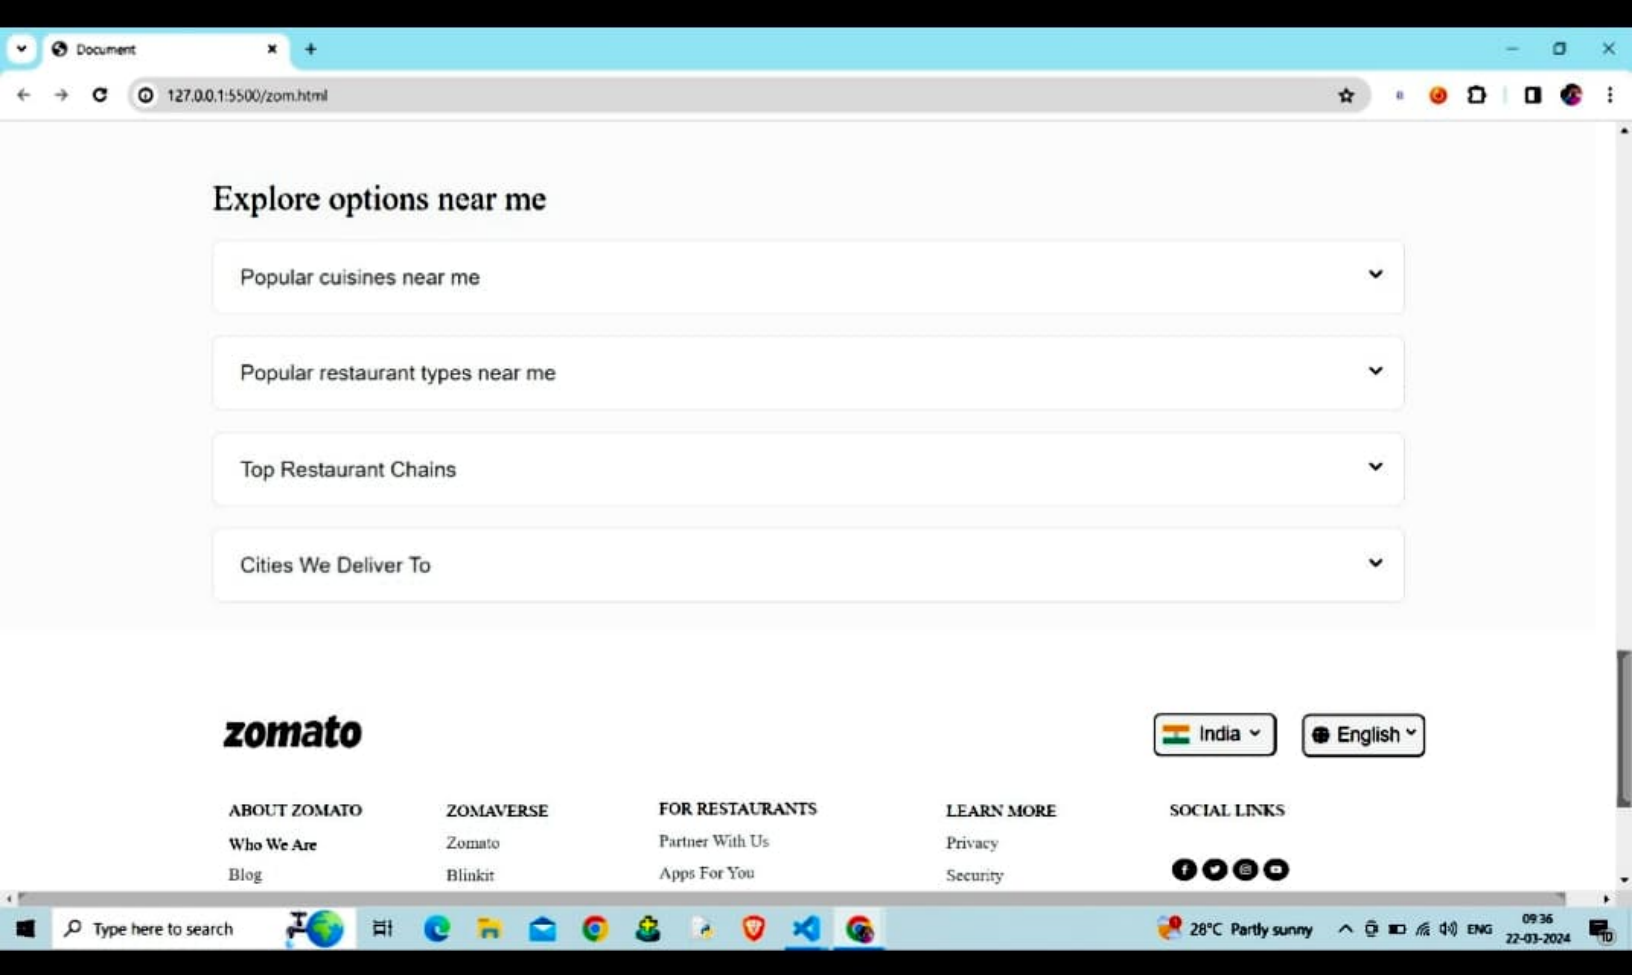 Document
127.0.0.1:5500/zom.html
Explore options near me
Popular cuisines near me
Popular restaurant types near me
Top Restaurant Chains
Cities We Deliver To
zomato
India
English
ABOUT ZOMATO ZOMAVERSE FOR RESTAURANTS LEARN MORE SOCIAL LINKS
Who We Are Zomato Partner With Us Privacy
Blog Blinkit Apps For You Security
Type here to search
28°C Partly sunny
ENG
09:36
22-03-2024
10